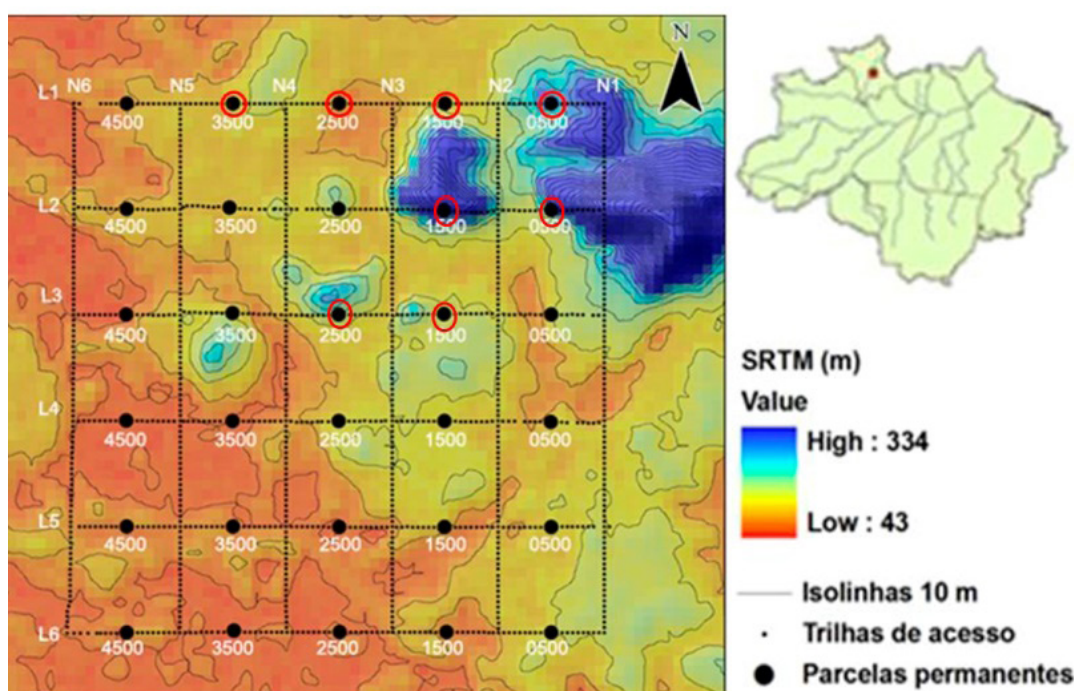 N
N6 N5 N4 N3 N2 N1
L1
4500 3500 2500 1500 0500
L2
4500 3500 2500 1500 0500
L3
4500 3500 2500 1500 0500
L4
4500 3500 2500 1500 0500
L5
4500 3500 2500 1500 0500
L6
4500 3500 2500 1500 0500
SRTM (m)
Value
High : 334
Low : 43
Isolinhas 10 m
Trilhas de acesso
Parcelas permanentes